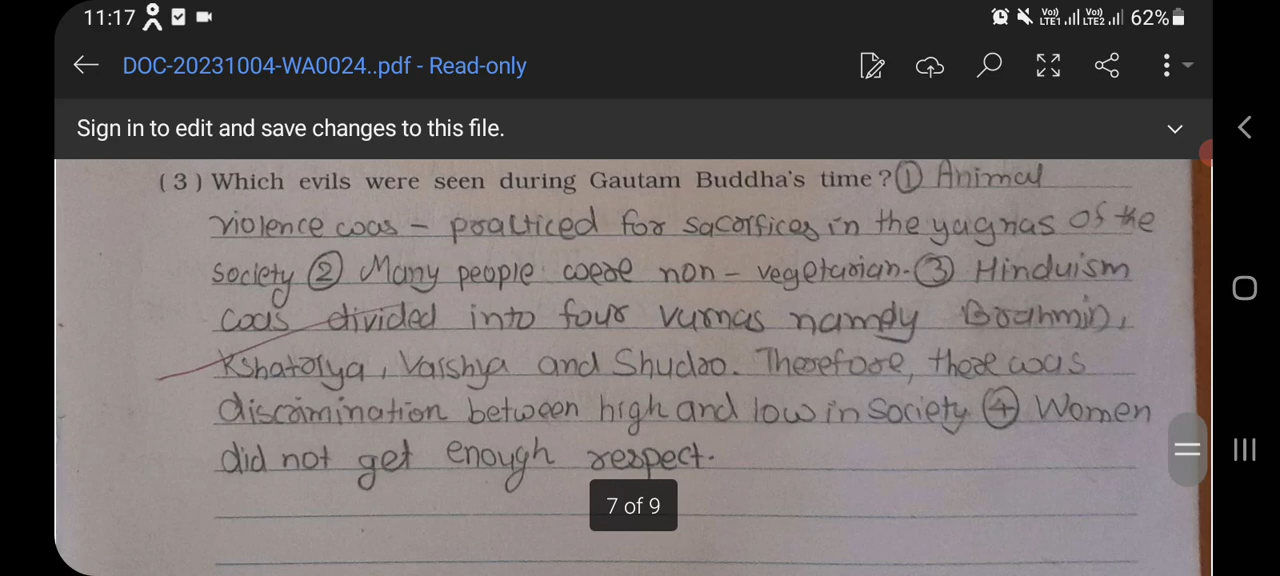 11:17 62%
Vo)) LTE1 Vo)) LTE2
DOC-20231004-WA0024..pdf - Read-only
Sign in to edit and save changes to this file.
(3) Which evils were seen during Gautam Buddha's time? ① Animal
violence was - practiced for sacrifices in the yagnas of the
society ② Many people were non - vegetarian. ③ Hinduism
was divided into four varnas namely Brahmin,
Kshatriya, Vaishya and Shudra. Therefore, there was
discrimination between high and low in society ④ Women
did not get enough respect.
7 of 9